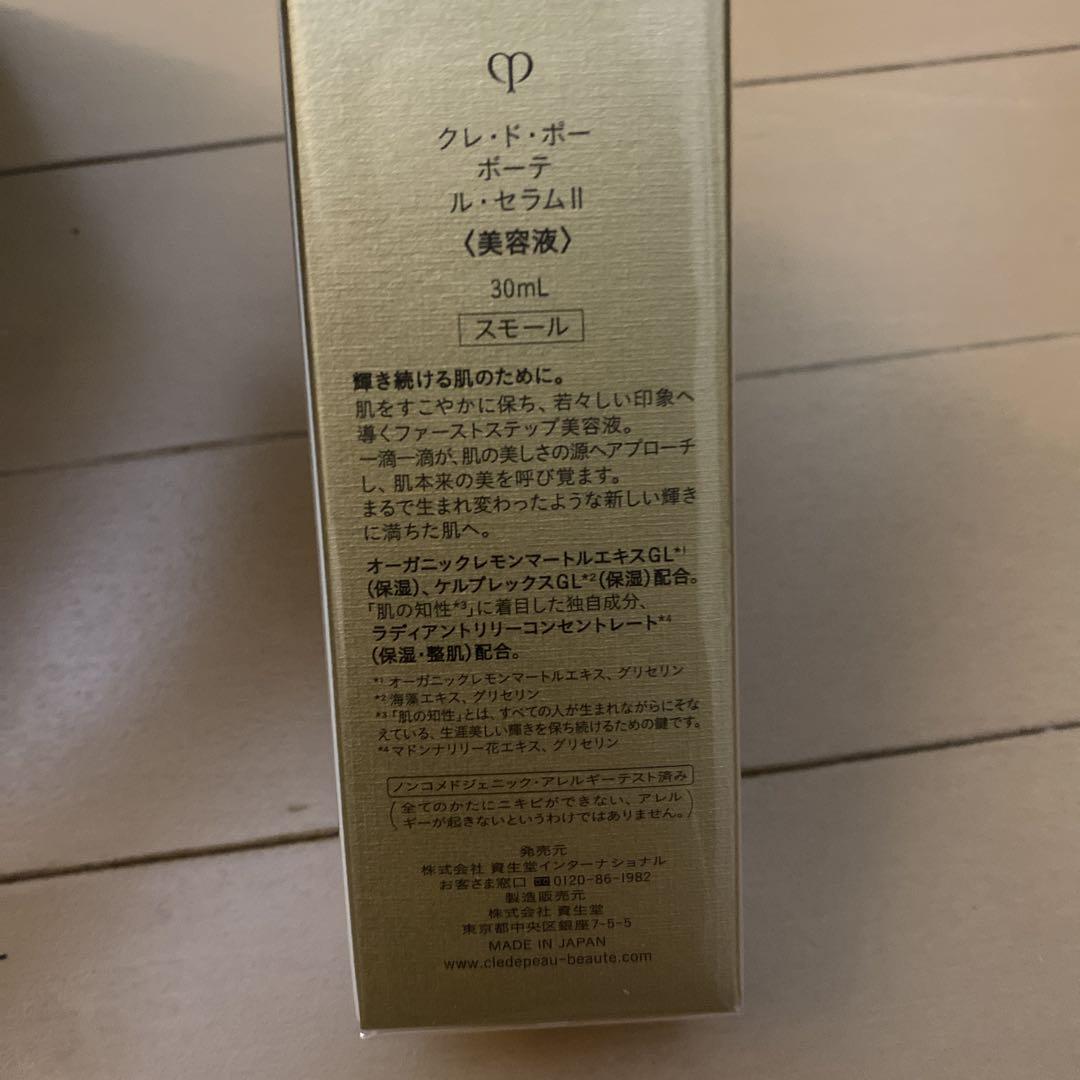 クレ・ド・ポー
ボーテ
ル・セラムⅡ
〈美容液〉
30mL
スモール
輝き続ける肌のために。
肌をすこやかに保ち、若々しい印象へ
導くファーストステップ美容液。
一滴一滴が、肌の美しさの源へアプローチ
し、肌本来の美を呼び覚ます。
まるで生まれ変わったような新しい輝き
に満ちた肌へ。
オーガニックレモンマートルエキスGL*1
(保湿)、ケルプレックスGL*2(保湿)配合。
「肌の知性*3」に着目した独自成分、
ラディアントリリーコンセントレート*4
(保湿・整肌)配合。
*1 オーガニックレモンマートルエキス、グリセリン
*2 海藻エキス、グリセリン
*3 「肌の知性」とは、すべての人が生まれながらにそな
えている、生涯美しい輝きを保ち続けるための鍵です。
*4 マドンナリリー花エキス、グリセリン
ノンコメドジェニック・アレルギーテスト済み
(全てのかたにニキビができない、アレル
ギーが起きないというわけではありません。)
発売元
株式会社 資生堂インターナショナル
お客さま窓口 0120-86-1982
製造販売元
株式会社 資生堂
東京都中央区銀座7-5-5
MADE IN JAPAN
www.cledepeau-beaute.com